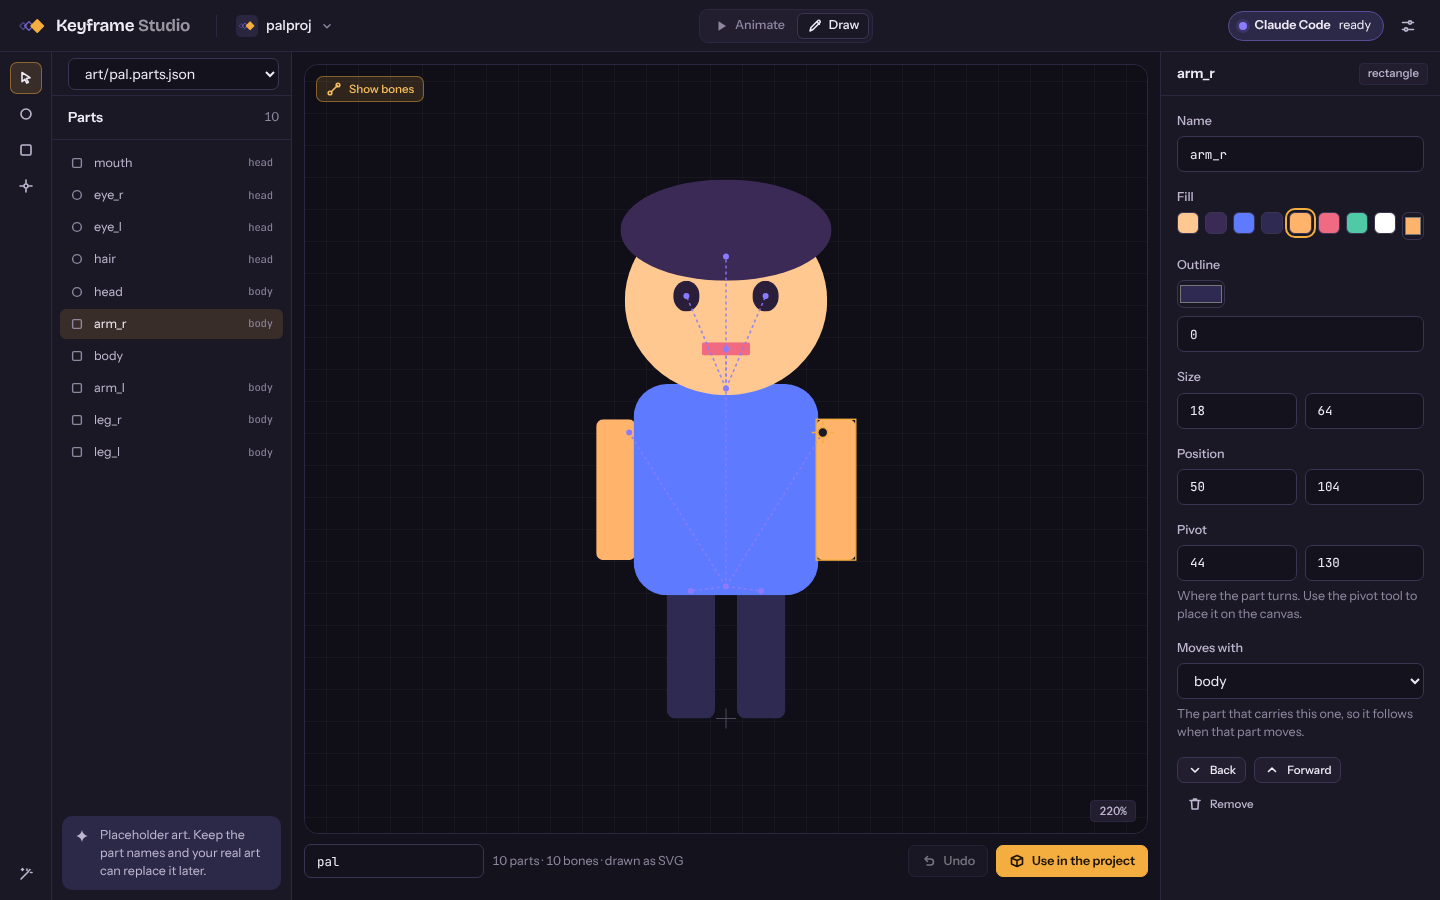 Keyframe Studio
palproj
Animate
Draw
Claude Code ready
art/pal.parts.json
Parts 10
mouth head
eye_r head
eye_l head
hair head
head body
arm_r body
body
arm_l body
leg_r body
leg_l body
Placeholder art. Keep the
part names and your real art
can replace it later.
Show bones
220%
pal
10 parts · 10 bones · drawn as SVG
Undo
Use in the project
arm_r rectangle
Name
arm_r
Fill
Outline
0
Size
18 64
Position
50 104
Pivot
44 130
Where the part turns. Use the pivot tool to
place it on the canvas.
Moves with
body
The part that carries this one, so it follows
when that part moves.
Back Forward
Remove